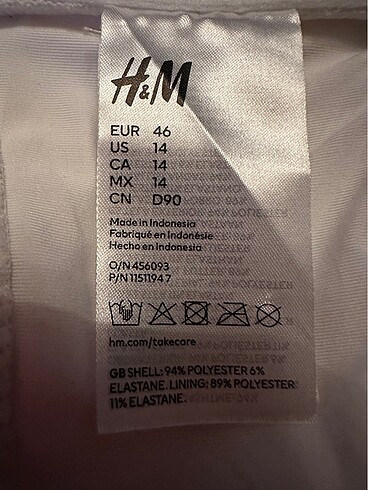 H&M
EUR 46
US 14
CA 14
MX 14
CN D90
Made in Indonesia
Fabriqué en Indonésie
Hecho en Indonesia
O/N 456093
P/N 11511947
hm.com/takecare
GB SHELL: 94% POLYESTER 6%
ELASTANE. LINING: 89% POLYESTER
11% ELASTANE.